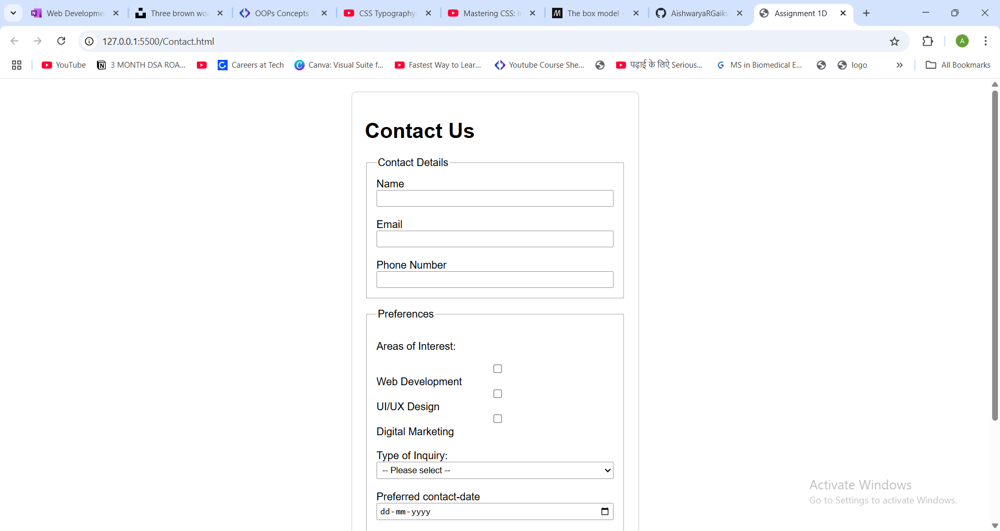 Web Developme
Three brown woo
OOPs Concepts -
CSS Typography:
Mastering CSS: I
The box model -
AishwaryaRGaikw
Assignment 1D
127.0.0.1:5500/Contact.html
A
YouTube
3 MONTH DSA ROA...
Careers at Tech
Canva: Visual Suite f...
Fastest Way to Lear...
Youtube Course She...
पढ़ाई के लिऐ Serious...
MS in Biomedical E...
logo
All Bookmarks
Contact Us
Contact Details
Name
Email
Phone Number
Preferences
Areas of Interest:
Web Development
UI/UX Design
Digital Marketing
Type of Inquiry:
-- Please select --
Preferred contact-date
dd-mm-yyyy
Activate Windows
Go to Settings to activate Windows.